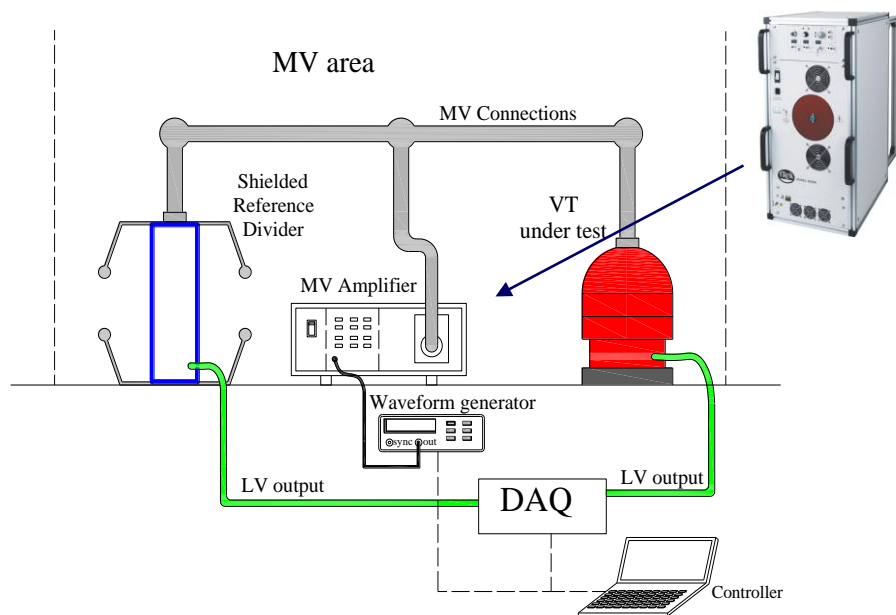 MV area
MV Connections
Shielded
Reference
Divider
VT
under test
MV Amplifier
Waveform generator
sync
out
LV output
LV output
DAQ
Controller